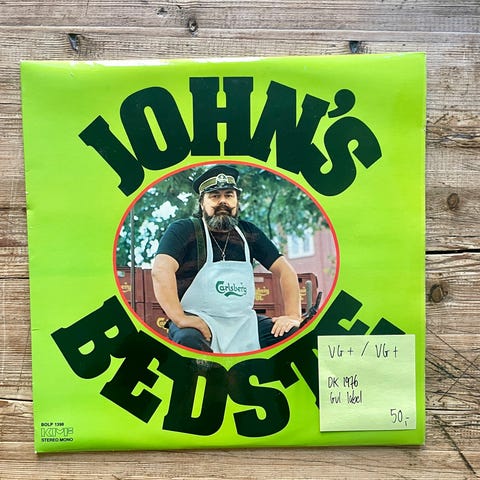 JOHN'S
BEDSTE
Carlsberg
VG+ / VG+
DK 1976
Gul label
50,-
BOLP 1398
KMF
STEREO/MONO